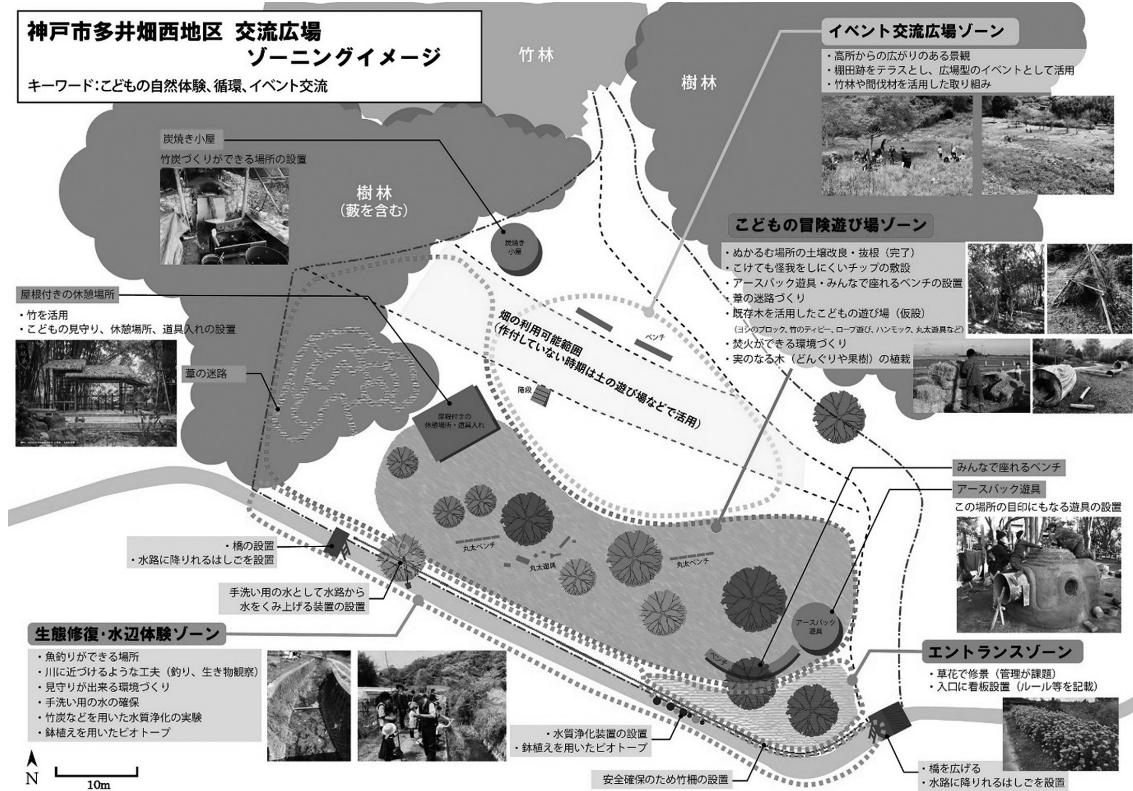 神戸市多井畑西地区 交流広場
ゾーニングイメージ
キーワード:こどもの自然体験、循環、イベント交流
竹林
樹林
イベント交流広場ゾーン
・高所からの広がりのある景観
・棚田跡をテラスとし、広場型のイベントとして活用
・竹林や間伐材を活用した取り組み
炭焼き小屋
竹炭づくりができる場所の設置
樹林
(藪を含む)
炭焼き
小屋
こどもの冒険遊び場ゾーン
・ぬかるむ場所の土壌改良・抜根(完了)
・こけても怪我をしにくいチップの敷設
・アースバック遊具・みんなで座れるベンチの設置
・葦の迷路づくり
・既存木を活用したこどもの遊び場(仮設)
(ヨシのブロック、竹のティピー、ロープ遊び、ハンモック、丸太遊具など)
・焚火ができる環境づくり
・実のなる木(どんぐりや果樹)の植栽
屋根付きの休憩場所
・竹を活用
・こどもの見守り、休憩場所、道具入れの設置
葦の迷路
畑の利用可能範囲
(作付していない時期は土の遊び場などで活用)
ベンチ
階段
屋根付きの
休憩場所・道具入れ
みんなで座れるベンチ
アースバック遊具
この場所の目印にもなる遊具の設置
丸太ベンチ
丸太遊具
丸太ベンチ
アースバック
遊具
ベンチ
・橋の設置
・水路に降りれるはしごを設置
手洗い用の水として水路から
水をくみ上げる装置の設置
生態修復・水辺体験ゾーン
・魚釣りができる場所
・川に近づけるような工夫(釣り、生き物観察)
・見守りが出来る環境づくり
・手洗い用の水の確保
・竹炭などを用いた水質浄化の実験
・鉢植えを用いたビオトープ
エントランスゾーン
・草花で修景(管理が課題)
・入口に看板設置(ルール等を記載)
・水質浄化装置の設置
・鉢植えを用いたビオトープ
安全確保のため竹柵の設置
・橋を広げる
・水路に降りれるはしごを設置
N
10m